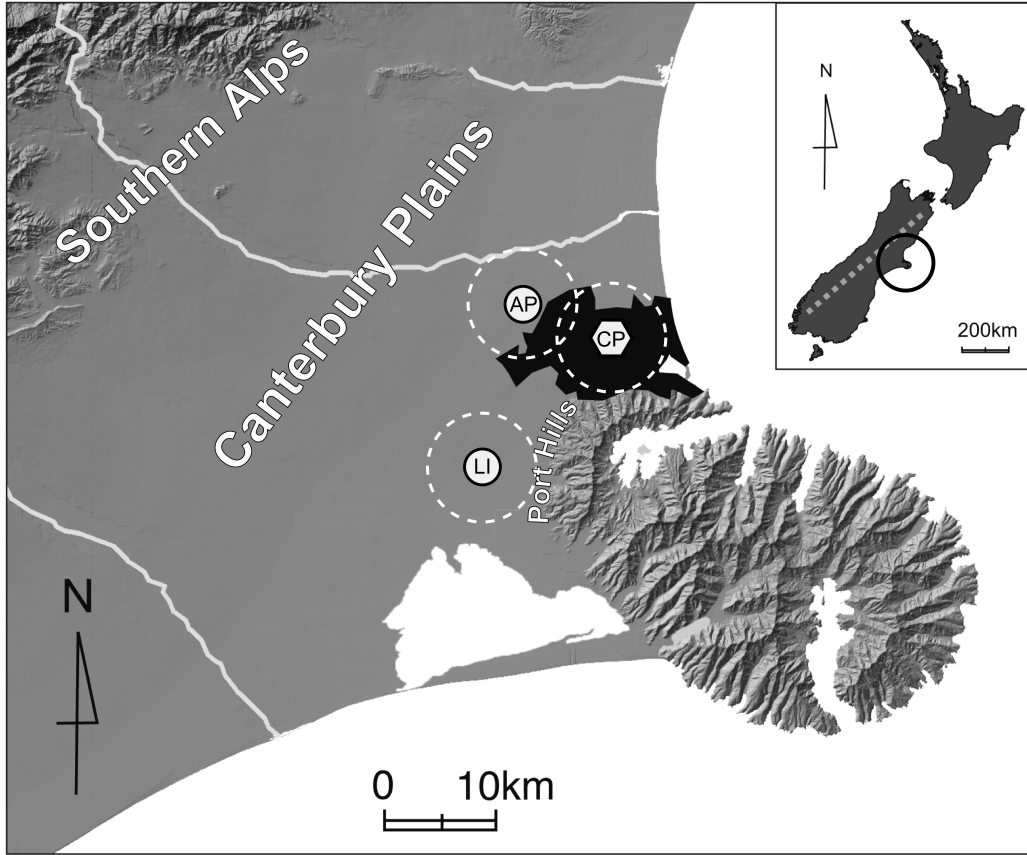 Southern Alps
Canterbury Plains
N
200km
AP
CP
LI
Port Hills
N
0 10km